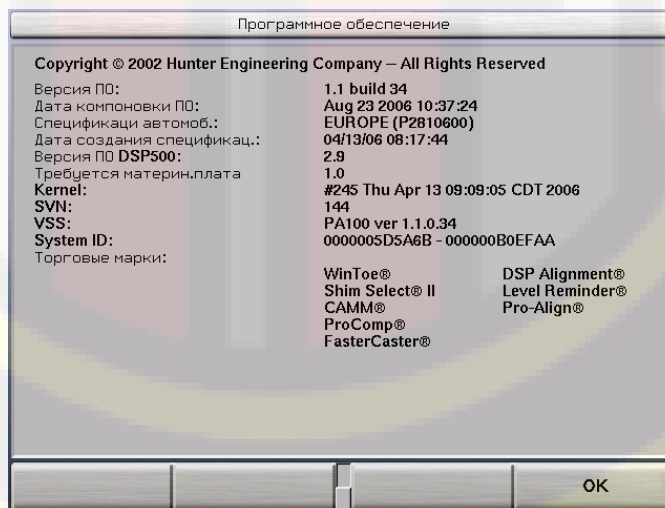 Программное обеспечение
Copyright © 2002 Hunter Engineering Company – All Rights Reserved
Версия ПО: 1.1 build 34
Дата компоновки ПО: Aug 23 2006 10:37:24
Спецификаци автомоб.: EUROPE (P2810600)
Дата создания спецификац.: 04/13/06 08:17:44
Версия ПО DSP500: 2.9
Требуется материн.плата 1.0
Kernel: #245 Thu Apr 13 09:09:05 CDT 2006
SVN: 144
VSS: PA100 ver 1.1.0.34
System ID: 0000005D5A6B - 000000B0EFAA
Торговые марки:
WinToe® DSP Alignment®
Shim Select® II Level Reminder®
CAMM® Pro-Align®
ProComp®
FasterCaster®
OK